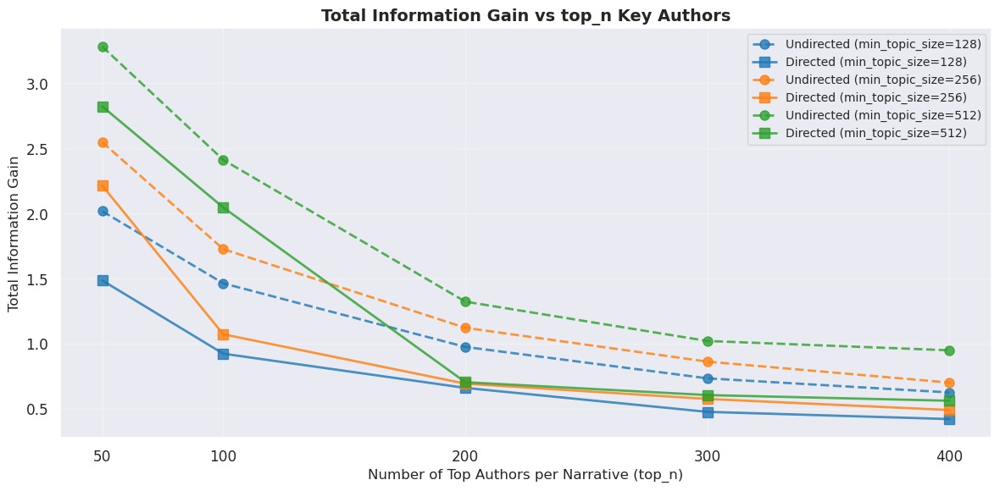 Total Information Gain vs top_n Key Authors
Undirected (min_topic_size=128)
Directed (min_topic_size=128)
Undirected (min_topic_size=256)
Directed (min_topic_size=256)
Undirected (min_topic_size=512)
Directed (min_topic_size=512)
Total Information Gain
3.0
2.5
2.0
1.5
1.0
0.5
50
100
200
300
400
Number of Top Authors per Narrative (top_n)